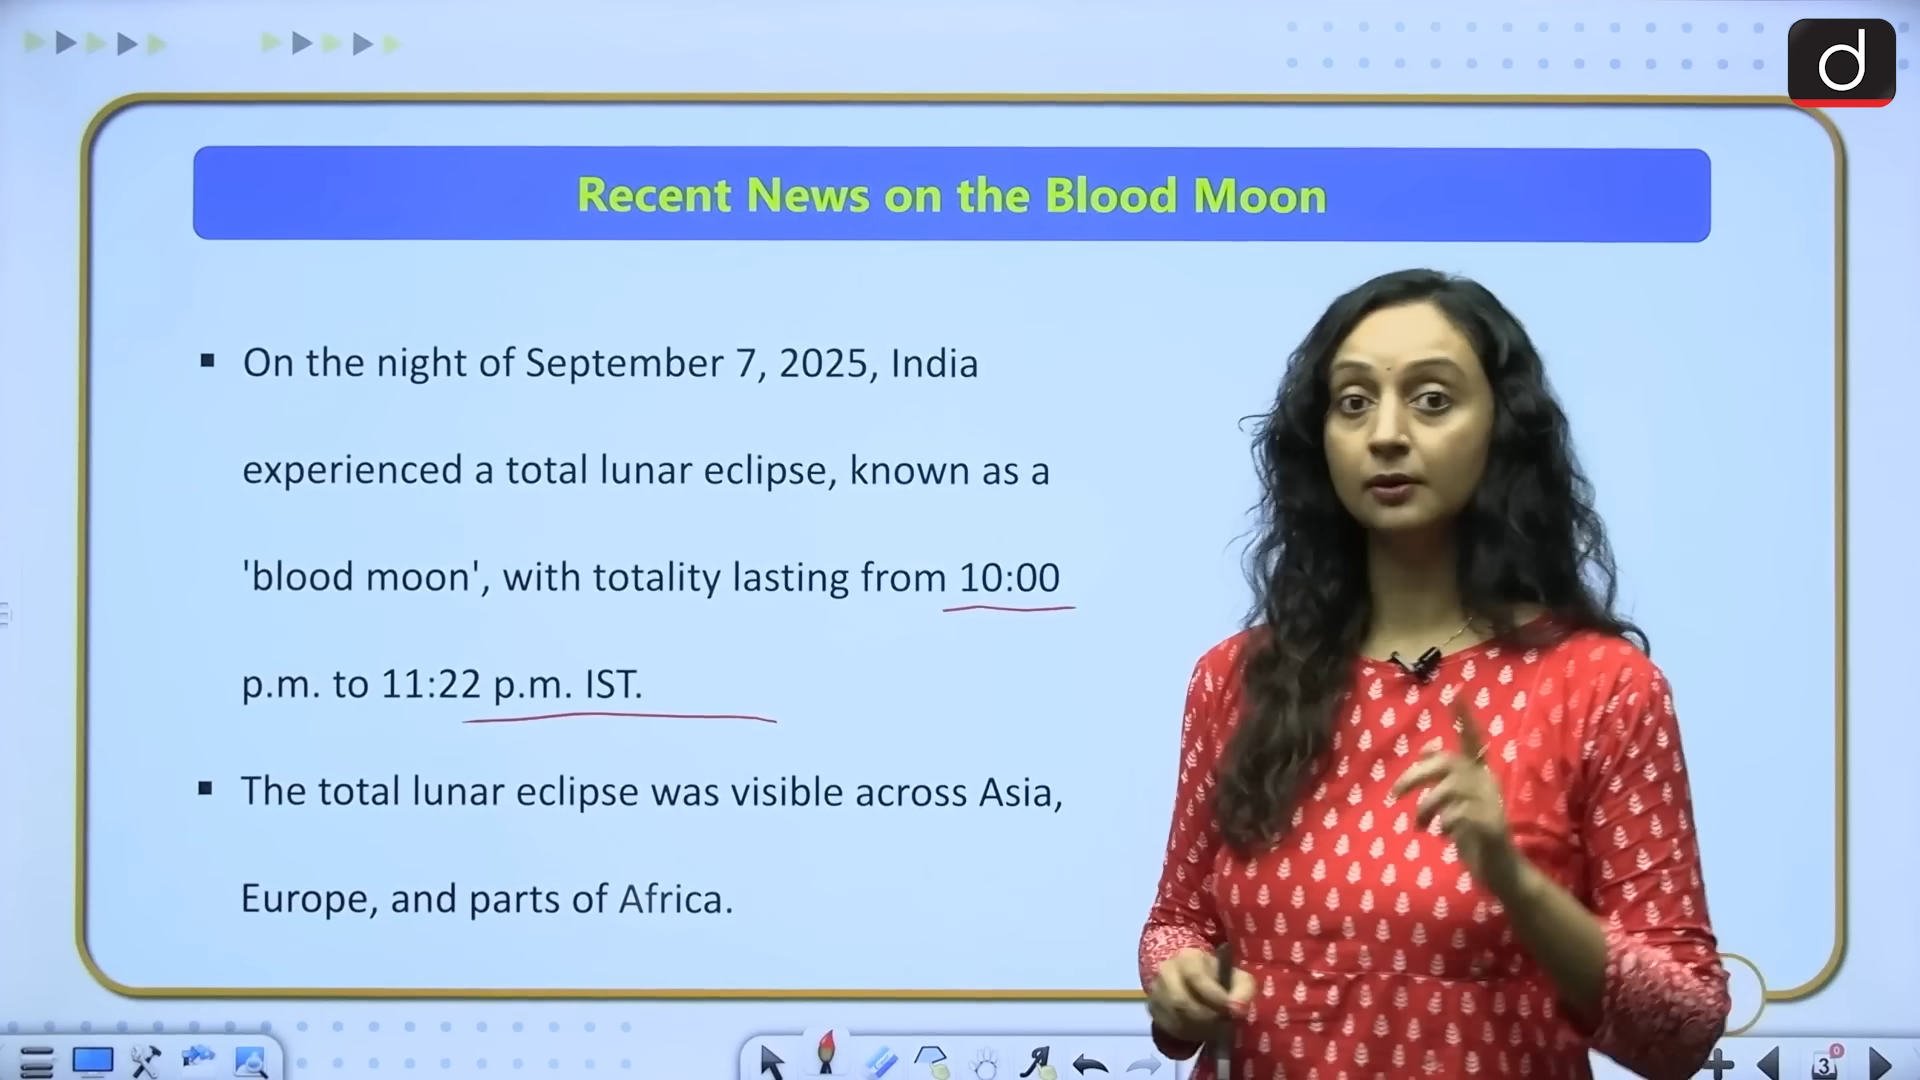 d
Recent News on the Blood Moon
▪ On the night of September 7, 2025, India
experienced a total lunar eclipse, known as a
'blood moon', with totality lasting from 10:00
p.m. to 11:22 p.m. IST.
▪ The total lunar eclipse was visible across Asia,
Europe, and parts of Africa.
3
0